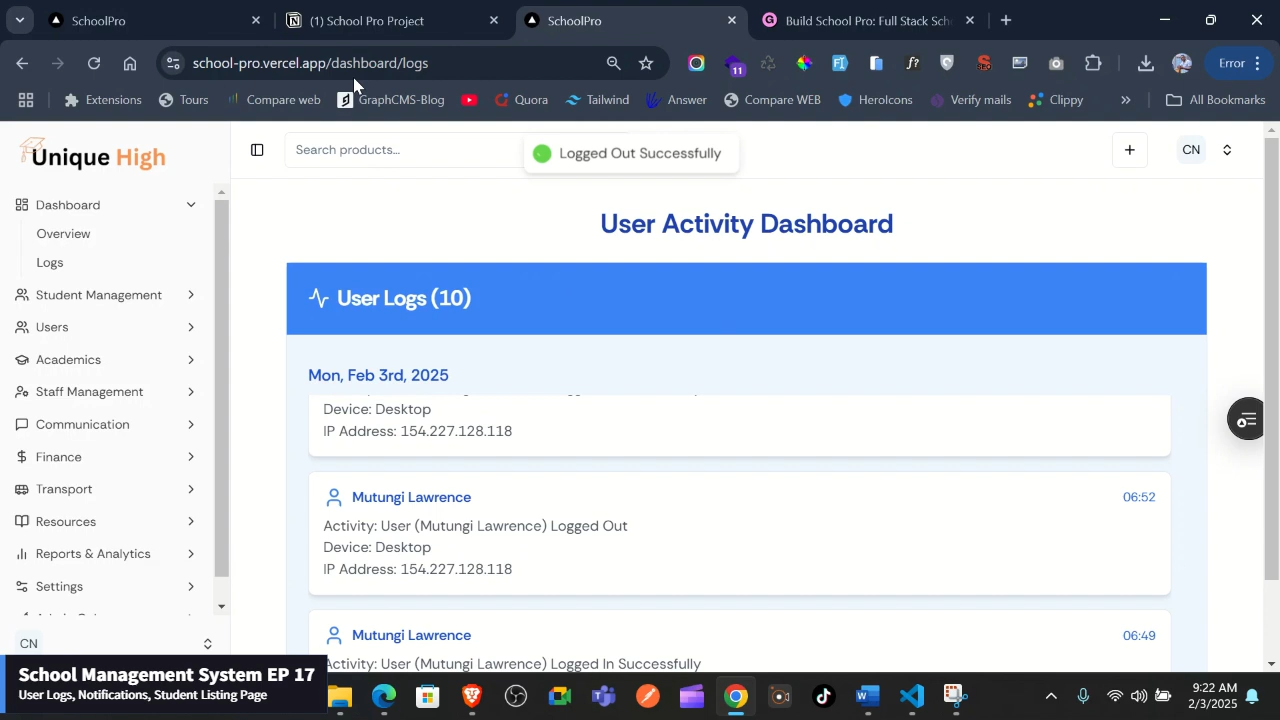 SchoolPro
(1) School Pro Project
SchoolPro
Build School Pro: Full Stack Sch
school-pro.vercel.app/dashboard/logs
11
Error
Extensions
Tours
Compare web
GraphCMS-Blog
Quora
Tailwind
Answer
Compare WEB
HeroIcons
Verify mails
Clippy
All Bookmarks
Unique High
Search products...
Logged Out Successfully
CN
Dashboard
Overview
Logs
Student Management
Users
Academics
Staff Management
Communication
Finance
Transport
Resources
Reports & Analytics
Settings
CN
User Activity Dashboard
User Logs (10)
Mon, Feb 3rd, 2025
Device: Desktop
IP Address: 154.227.128.118
Mutungi Lawrence
06:52
Activity: User (Mutungi Lawrence) Logged Out
Device: Desktop
IP Address: 154.227.128.118
Mutungi Lawrence
06:49
Activity: User (Mutungi Lawrence) Logged In Successfully
School Management System EP 17
User Logs, Notifications, Student Listing Page
9:22 AM
2/3/2025